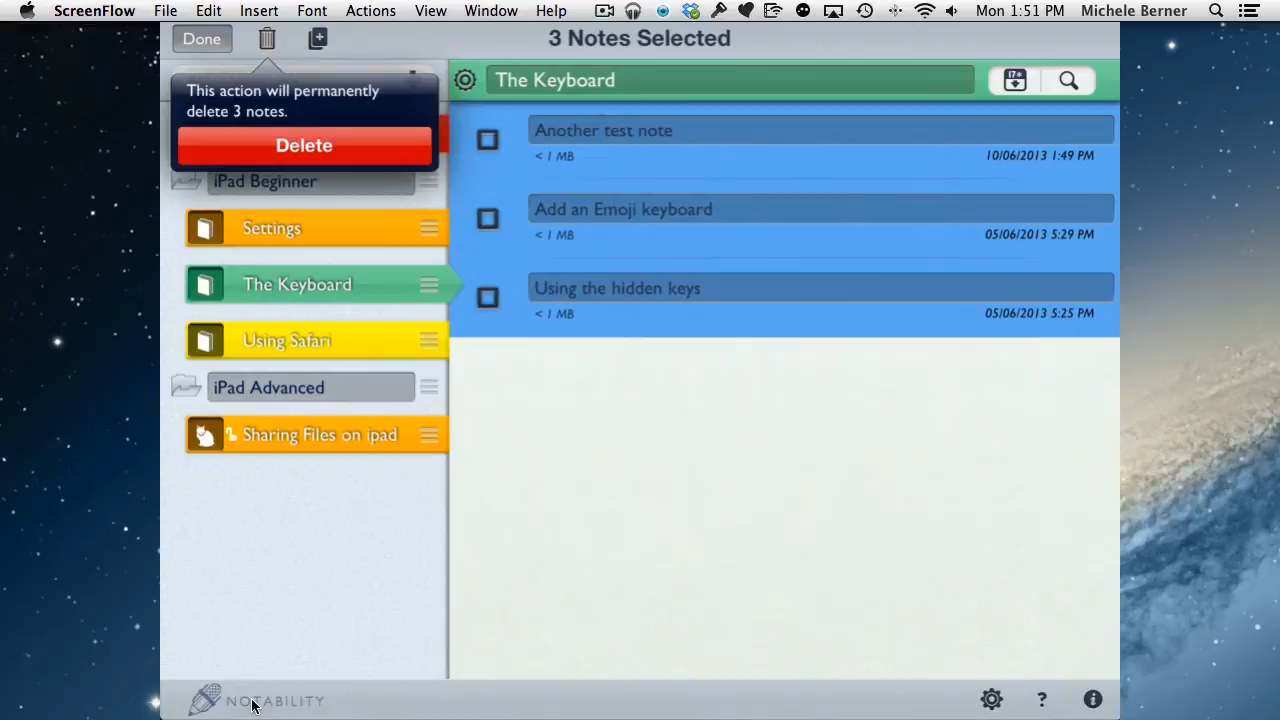 ScreenFlow File Edit Insert Font Actions View Window Help Mon 1:51 PM Michele Berner
Done
3 Notes Selected
This action will permanently
delete 3 notes.
Delete
The Keyboard
17
Another test note
< 1 MB 10/06/2013 1:49 PM
iPad Beginner
Settings
Add an Emoji keyboard
< 1 MB 05/06/2013 5:29 PM
The Keyboard
Using the hidden keys
< 1 MB 05/06/2013 5:25 PM
Using Safari
iPad Advanced
Sharing Files on ipad
NOTABILITY
?
i